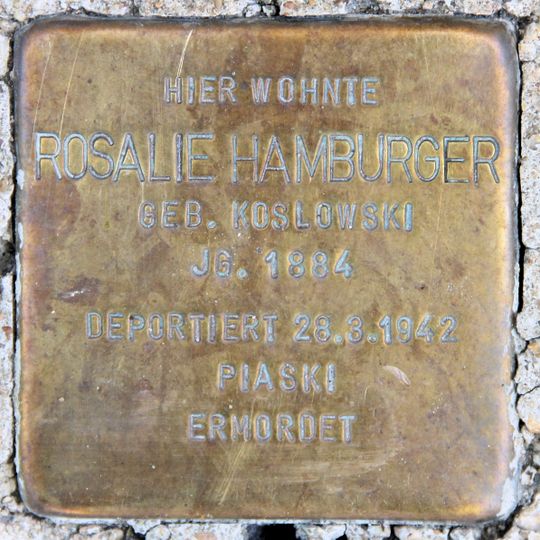 HIER WOHNTE
ROSALIE HAMBURGER
GEB. KOSLOWSKI
JG. 1884
DEPORTIERT 28.3.1942
PIASKI
ERMORDET